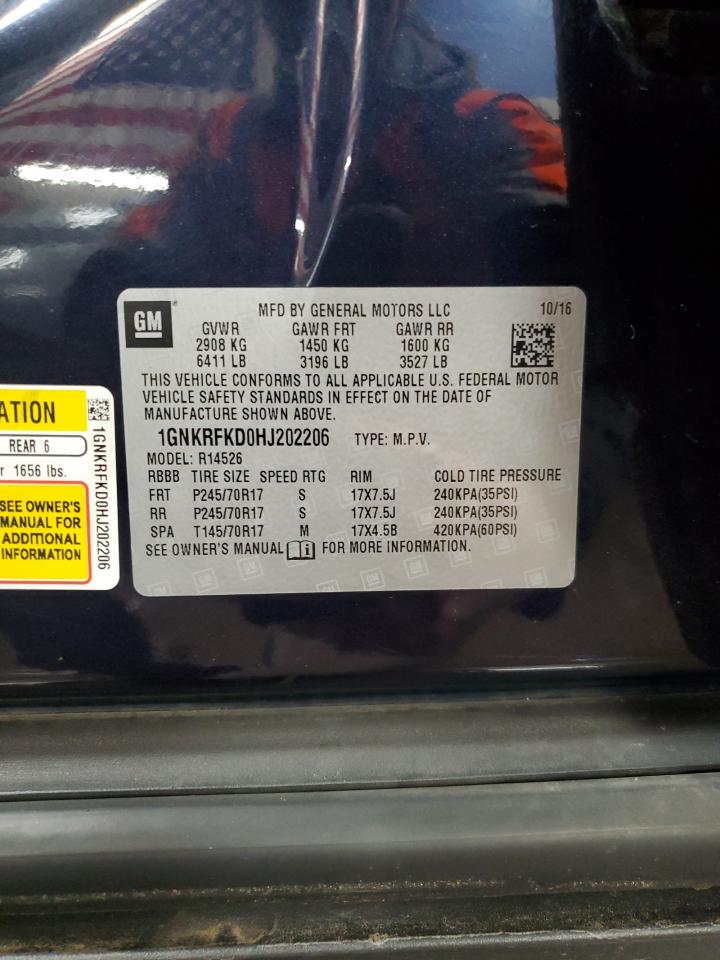 GM
MFD BY GENERAL MOTORS LLC 10/16
GVWR GAWR FRT GAWR RR
2908 KG 1450 KG 1600 KG
6411 LB 3196 LB 3527 LB
THIS VEHICLE CONFORMS TO ALL APPLICABLE U.S. FEDERAL MOTOR
VEHICLE SAFETY STANDARDS IN EFFECT ON THE DATE OF
MANUFACTURE SHOWN ABOVE.
1GNKRFKD0HJ202206 TYPE: M.P.V.
MODEL: R14526
RBBB TIRE SIZE SPEED RTG RIM COLD TIRE PRESSURE
FRT P245/70R17 S 17X7.5J 240KPA(35PSI)
RR P245/70R17 S 17X7.5J 240KPA(35PSI)
SPA T145/70R17 M 17X4.5B 420KPA(60PSI)
SEE OWNER'S MANUAL FOR MORE INFORMATION.
REAR 6
1656 lbs.
SEE OWNER'S
MANUAL FOR
ADDITIONAL
INFORMATION
1GNKRFKD0HJ202206